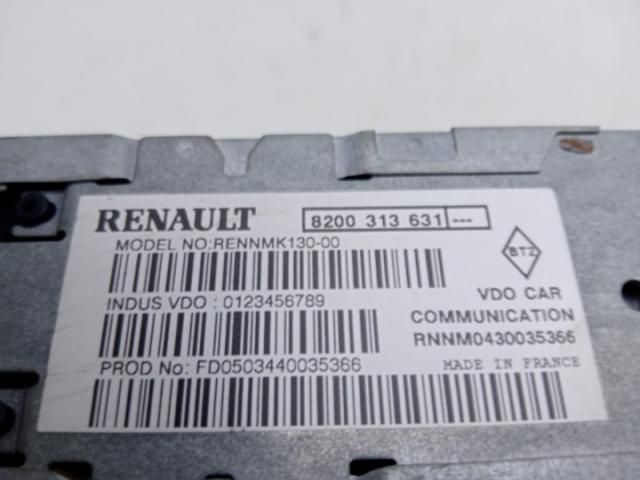 RENAULT 8200 313 631 ---
MODEL NO:RENNMK130-00
BTZ
INDUS VDO : 0123456789
VDO CAR
COMMUNICATION
RNNM0430035366
PROD No: FD0503440035366
MADE IN FRANCE